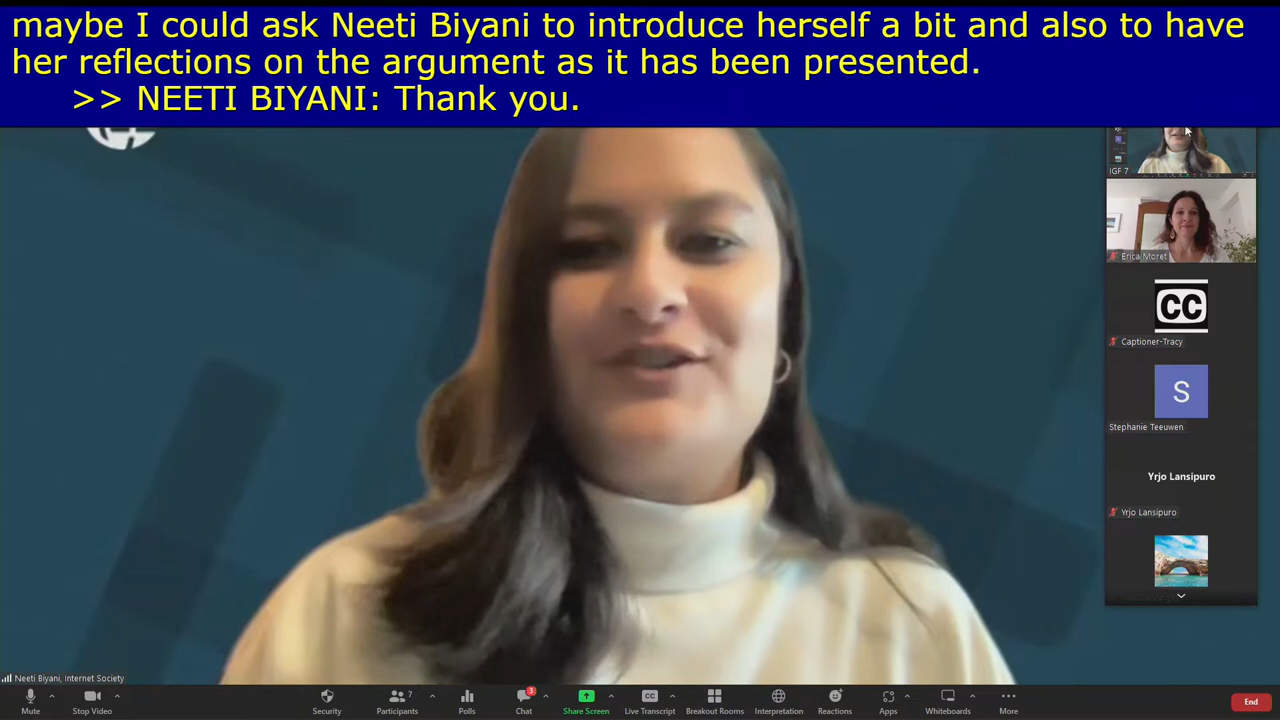 maybe I could ask Neeti Biyani to introduce herself a bit and also to have
her reflections on the argument as it has been presented.
>> NEETI BIYANI: Thank you.
IGF 7
Erica Moret
CC
Captioner-Tracy
S
Stephanie Teeuwen
Yrjo Lansipuro
Yrjo Lansipuro
Neeti Biyani, Internet Society
Mute
Stop Video
Security
7
Participants
Polls
3
Chat
Share Screen
CC
Live Transcript
Breakout Rooms
Interpretation
Reactions
Apps
Whiteboards
More
End